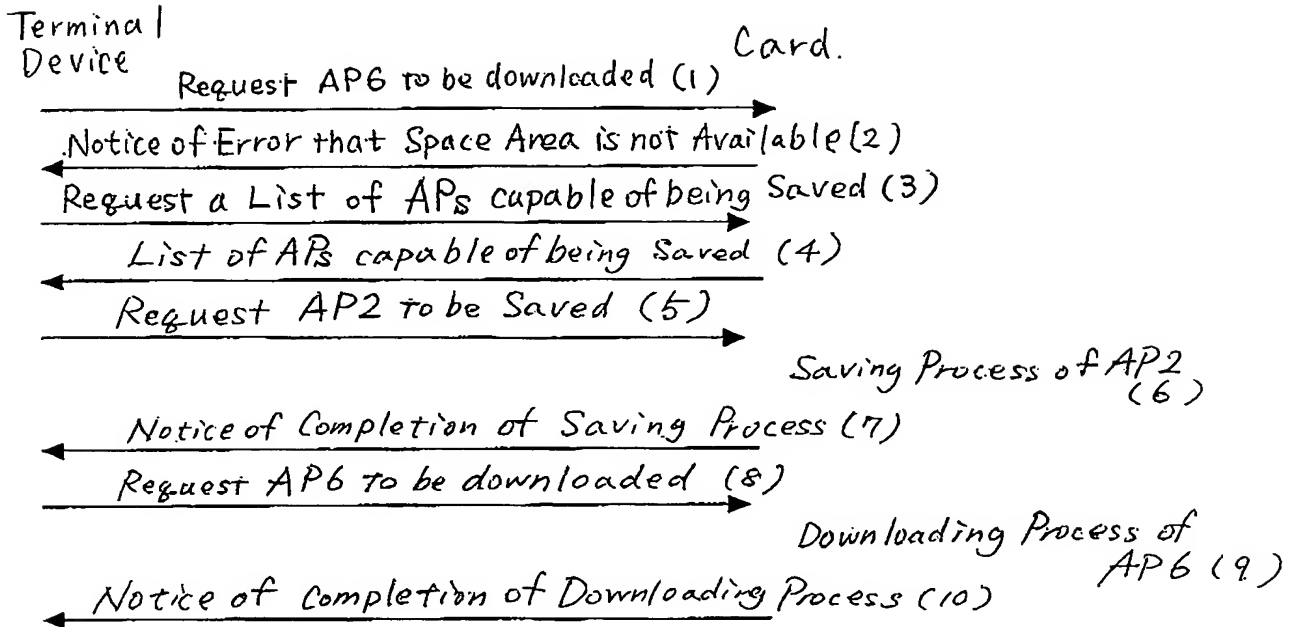 Terminal
Device
Card.
Request AP6 to be downloaded (1)
Notice of Error that Space Area is not Available (2)
Request a List of APs capable of being Saved (3)
List of APs capable of being Saved (4)
Request AP2 to be Saved (5)
Saving Process of AP2
(6)
Notice of Completion of Saving Process (7)
Request AP6 to be downloaded (8)
Downloading Process of
AP6 (9)
Notice of Completion of Downloading Process (10)